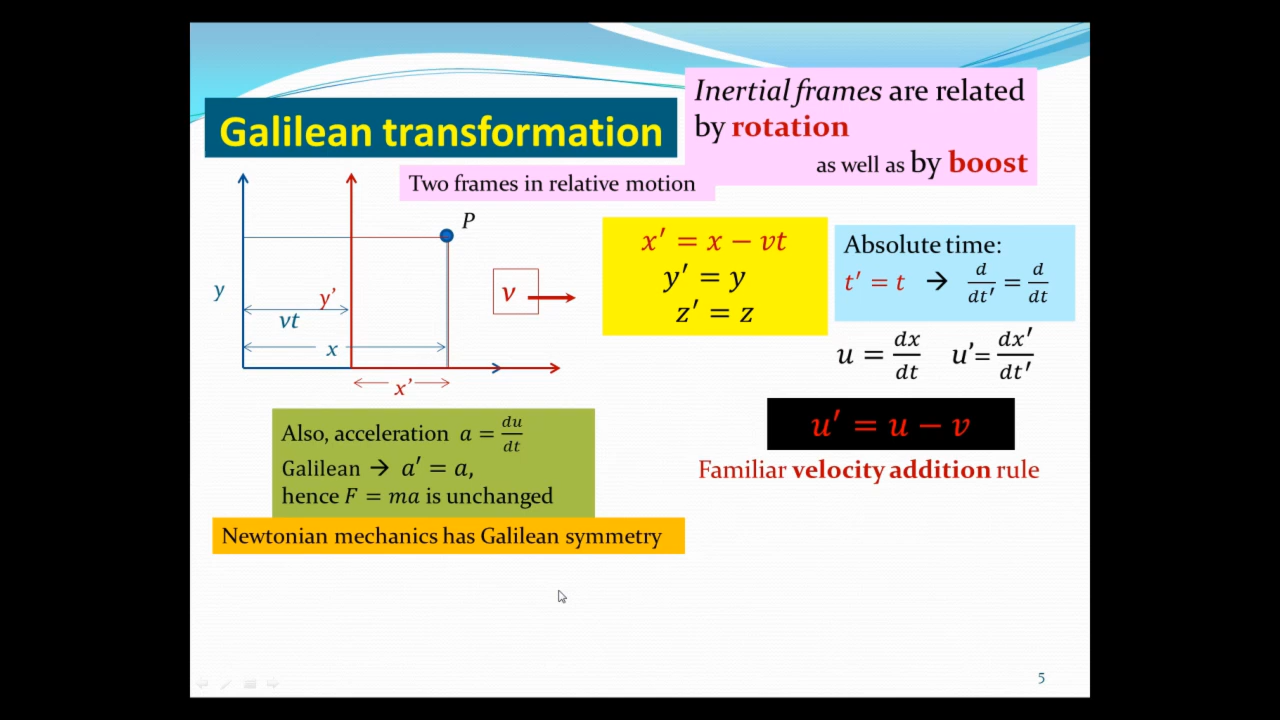 Galilean transformation
Inertial frames are related
by rotation
as well as by boost
Two frames in relative motion
P
y
y'
vt
x
x'
v
x′ = x − vt
y′ = y
z′ = z
Absolute time:
t′ = t → d/dt′ = d/dt
u = dx/dt u'= dx′/dt′
u′ = u − v
Familiar velocity addition rule
Also, acceleration a = du/dt
Galilean → a′ = a,
hence F = ma is unchanged
Newtonian mechanics has Galilean symmetry
5